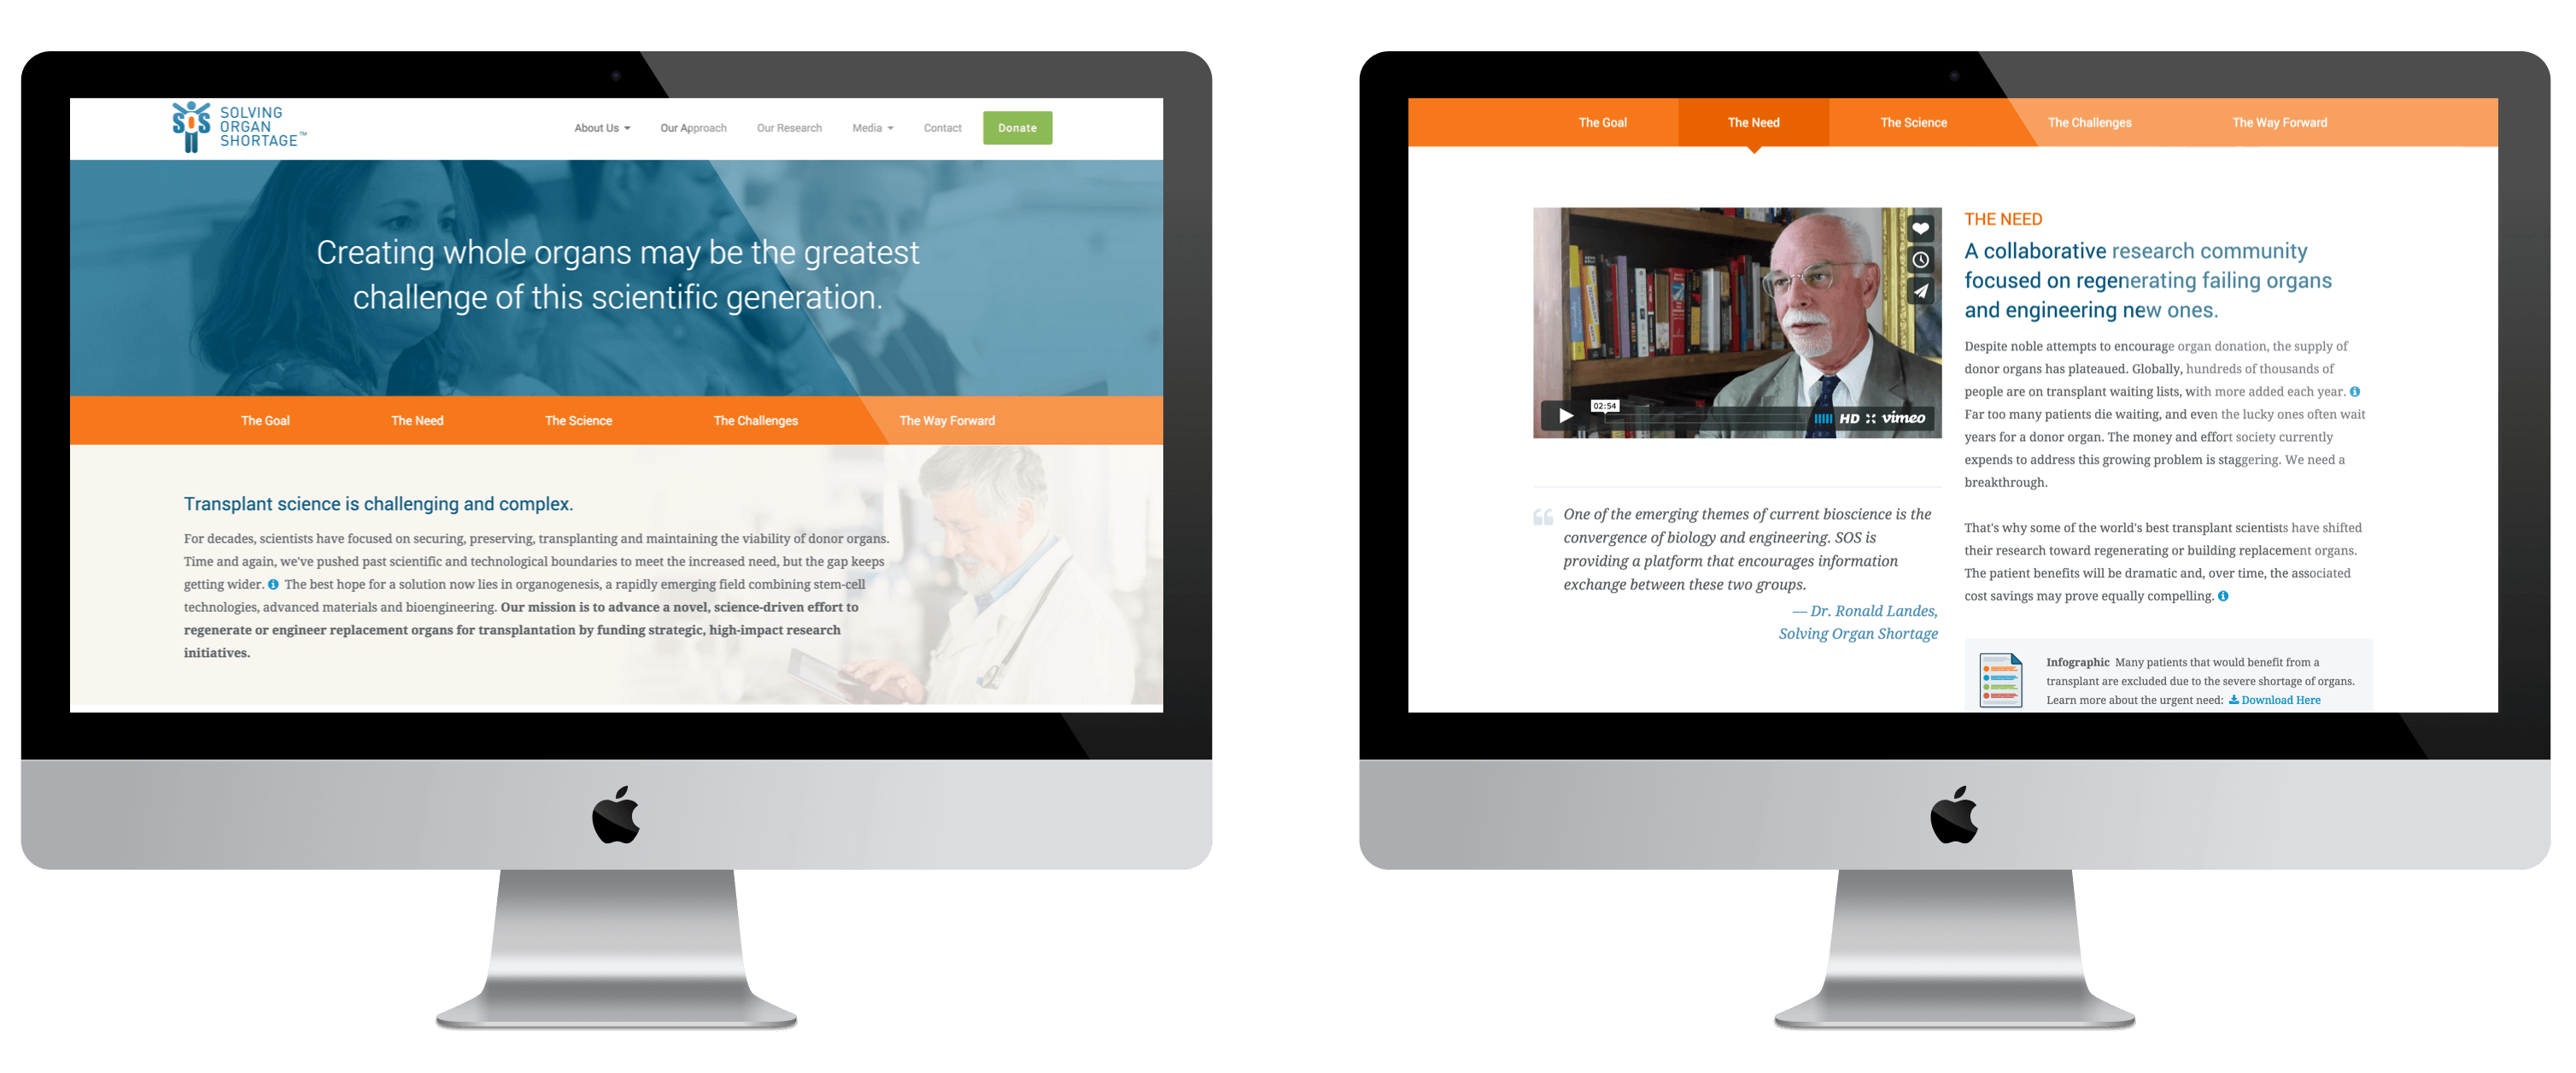 SOLVING
ORGAN
SHORTAGE™
SOS
About Us
Our Approach
Our Research
Media
Contact
Donate
Creating whole organs may be the greatest
challenge of this scientific generation.
The Goal
The Need
The Science
The Challenges
The Way Forward
Transplant science is challenging and complex.
For decades, scientists have focused on securing, preserving, transplanting and maintaining the viability of donor organs.
Time and again, we've pushed past scientific and technological boundaries to meet the increased need, but the gap keeps
getting wider. The best hope for a solution now lies in organogenesis, a rapidly emerging field combining stem-cell
technologies, advanced materials and bioengineering. Our mission is to advance a novel, science-driven effort to
regenerate or engineer replacement organs for transplantation by funding strategic, high-impact research
initiatives.
The Goal
The Need
The Science
The Challenges
The Way Forward
02:54
HD
vimeo
One of the emerging themes of current bioscience is the
convergence of biology and engineering. SOS is
providing a platform that encourages information
exchange between these two groups.
— Dr. Ronald Landes,
Solving Organ Shortage
THE NEED
A collaborative research community
focused on regenerating failing organs
and engineering new ones.
Despite noble attempts to encourage organ donation, the supply of
donor organs has plateaued. Globally, hundreds of thousands of
people are on transplant waiting lists, with more added each year.
Far too many patients die waiting, and even the lucky ones often wait
years for a donor organ. The money and effort society currently
expends to address this growing problem is staggering. We need a
breakthrough.
That's why some of the world's best transplant scientists have shifted
their research toward regenerating or building replacement organs.
The patient benefits will be dramatic and, over time, the associated
cost savings may prove equally compelling.
Infographic Many patients that would benefit from a
transplant are excluded due to the severe shortage of organs.
Learn more about the urgent need: Download Here